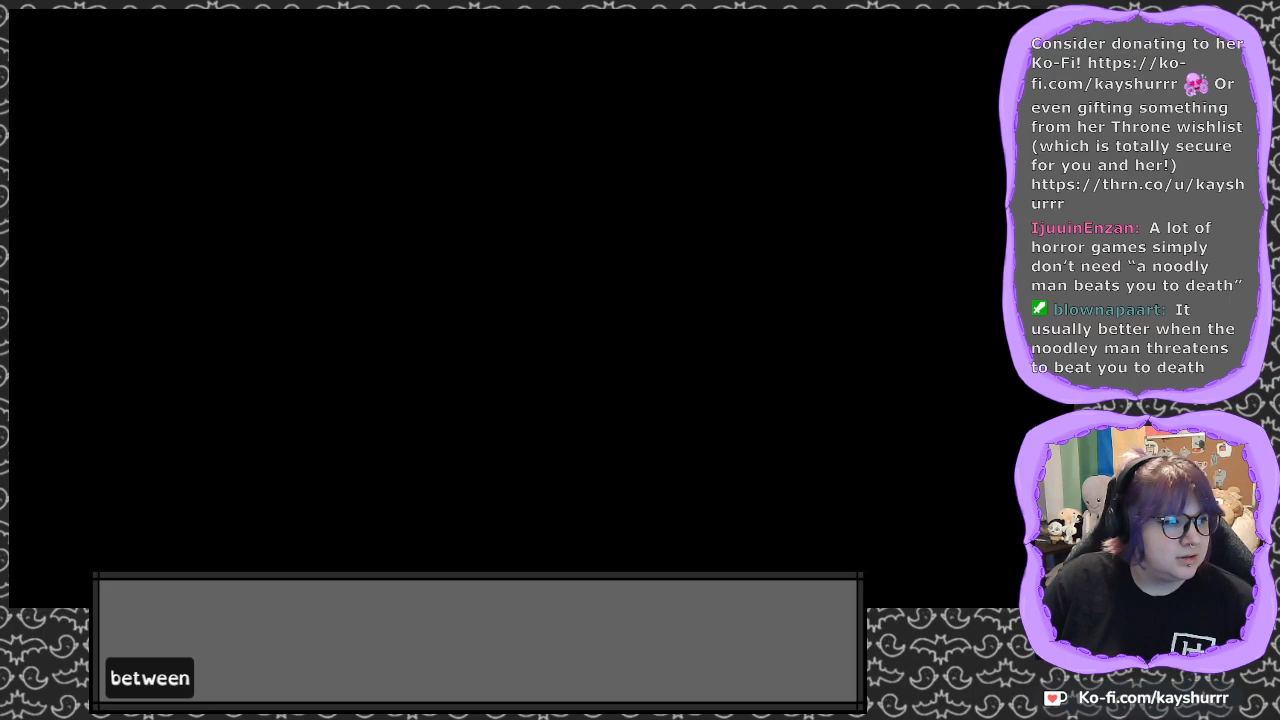 Consider donating to her
Ko-Fi! https://ko-
fi.com/kayshurrr Or
even gifting something
from her Throne wishlist
(which is totally secure
for you and her!)
https://thrn.co/u/kaysh
urrr
IjuuinEnzan: A lot of
horror games simply
don't need “a noodly
man beats you to death”
blownapaart: It
usually better when the
noodley man threatens
to beat you to death
between
Ko-fi.com/kayshurrr